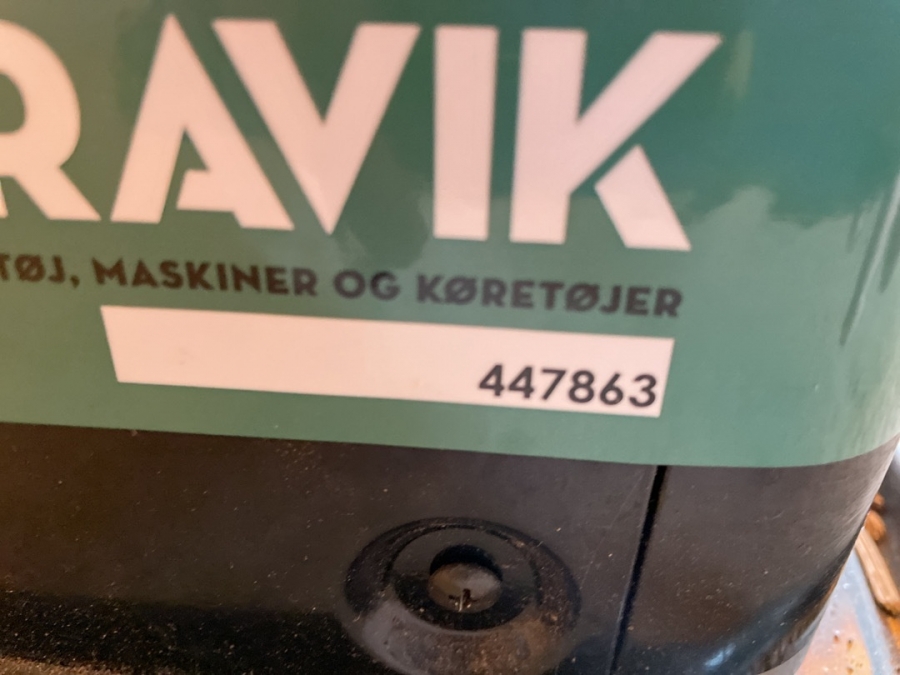 RAVIK
TØJ, MASKINER OG KØRETØJER
447863